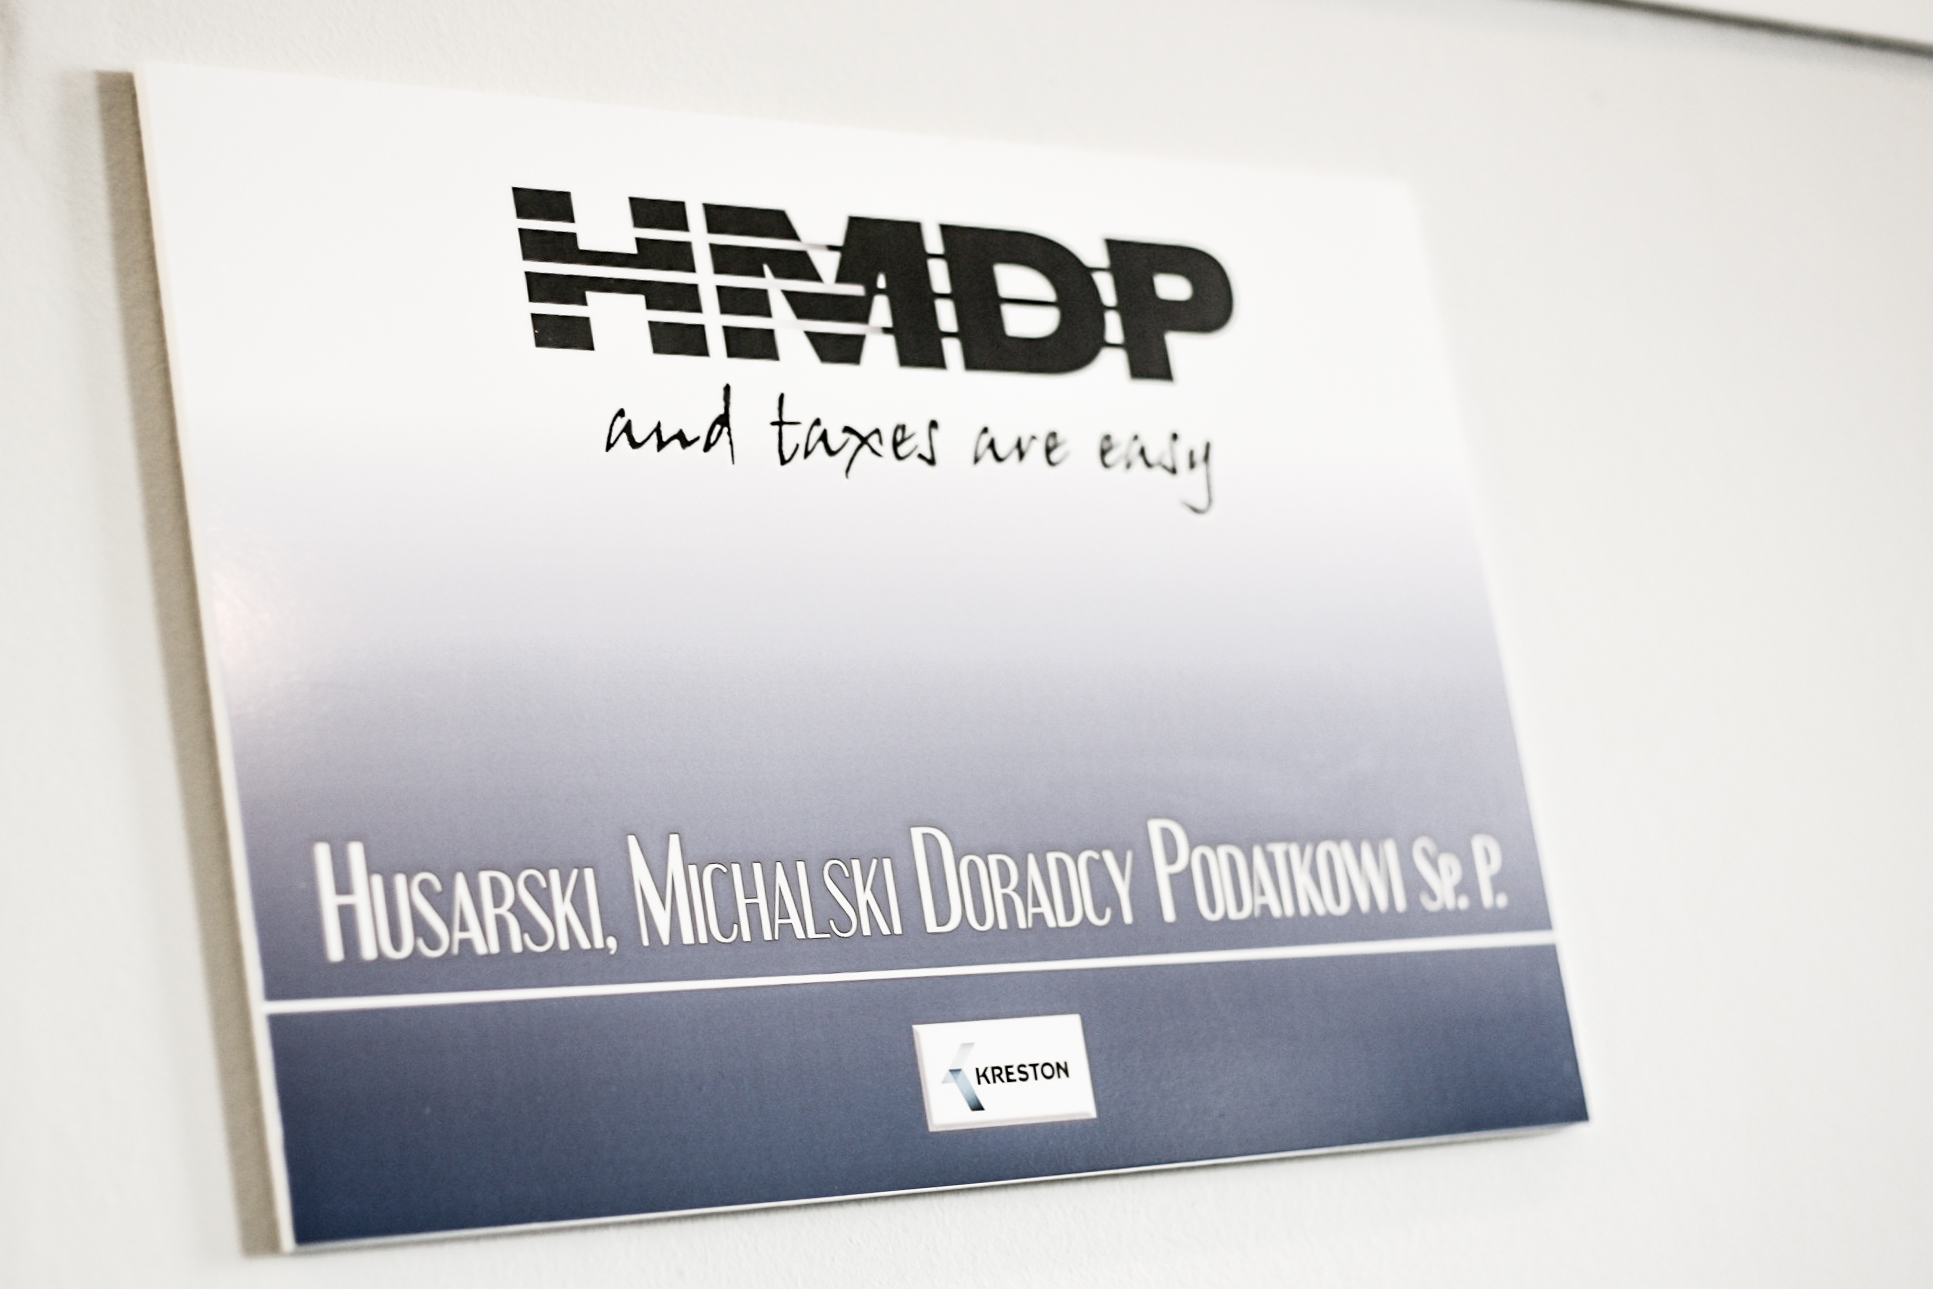 HMDP
and taxes are easy
HUSARSKI, MICHALSKI DORADCY PODATKOWI SP. P.
KRESTON